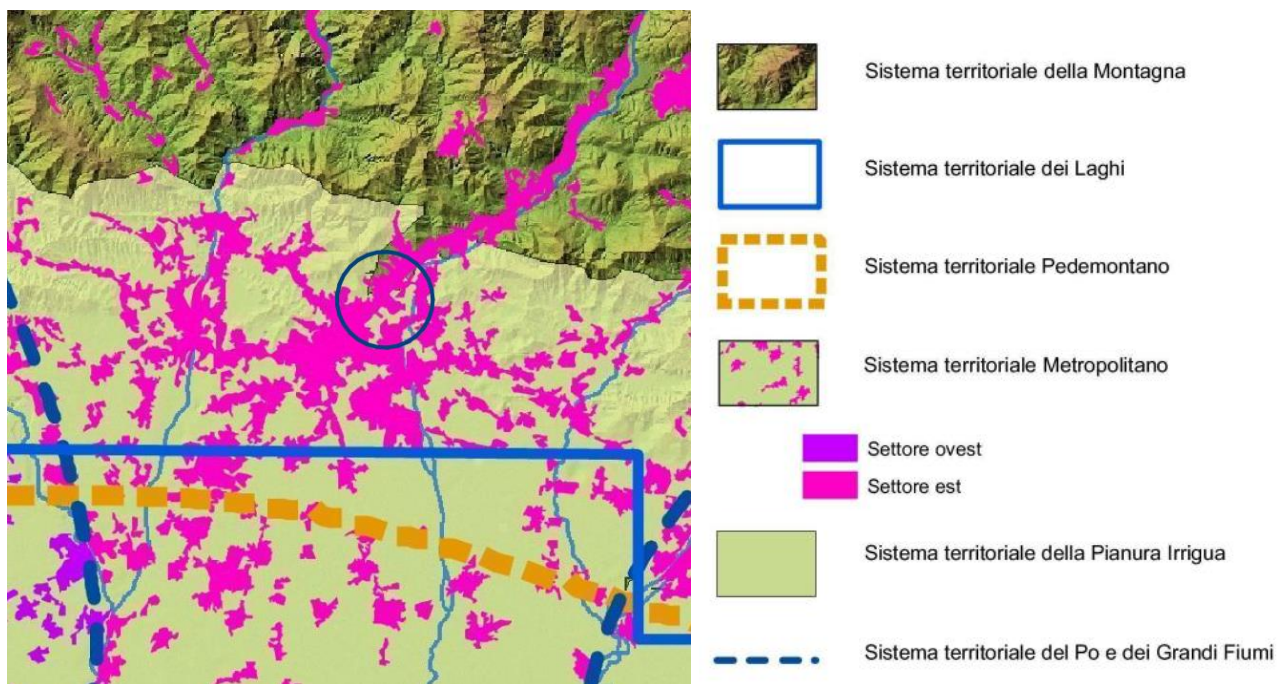 Sistema territoriale della Montagna
Sistema territoriale dei Laghi
Sistema territoriale Pedemontano
Sistema territoriale Metropolitano
Settore ovest
Settore est
Sistema territoriale della Pianura Irrigua
Sistema territoriale del Po e dei Grandi Fiumi